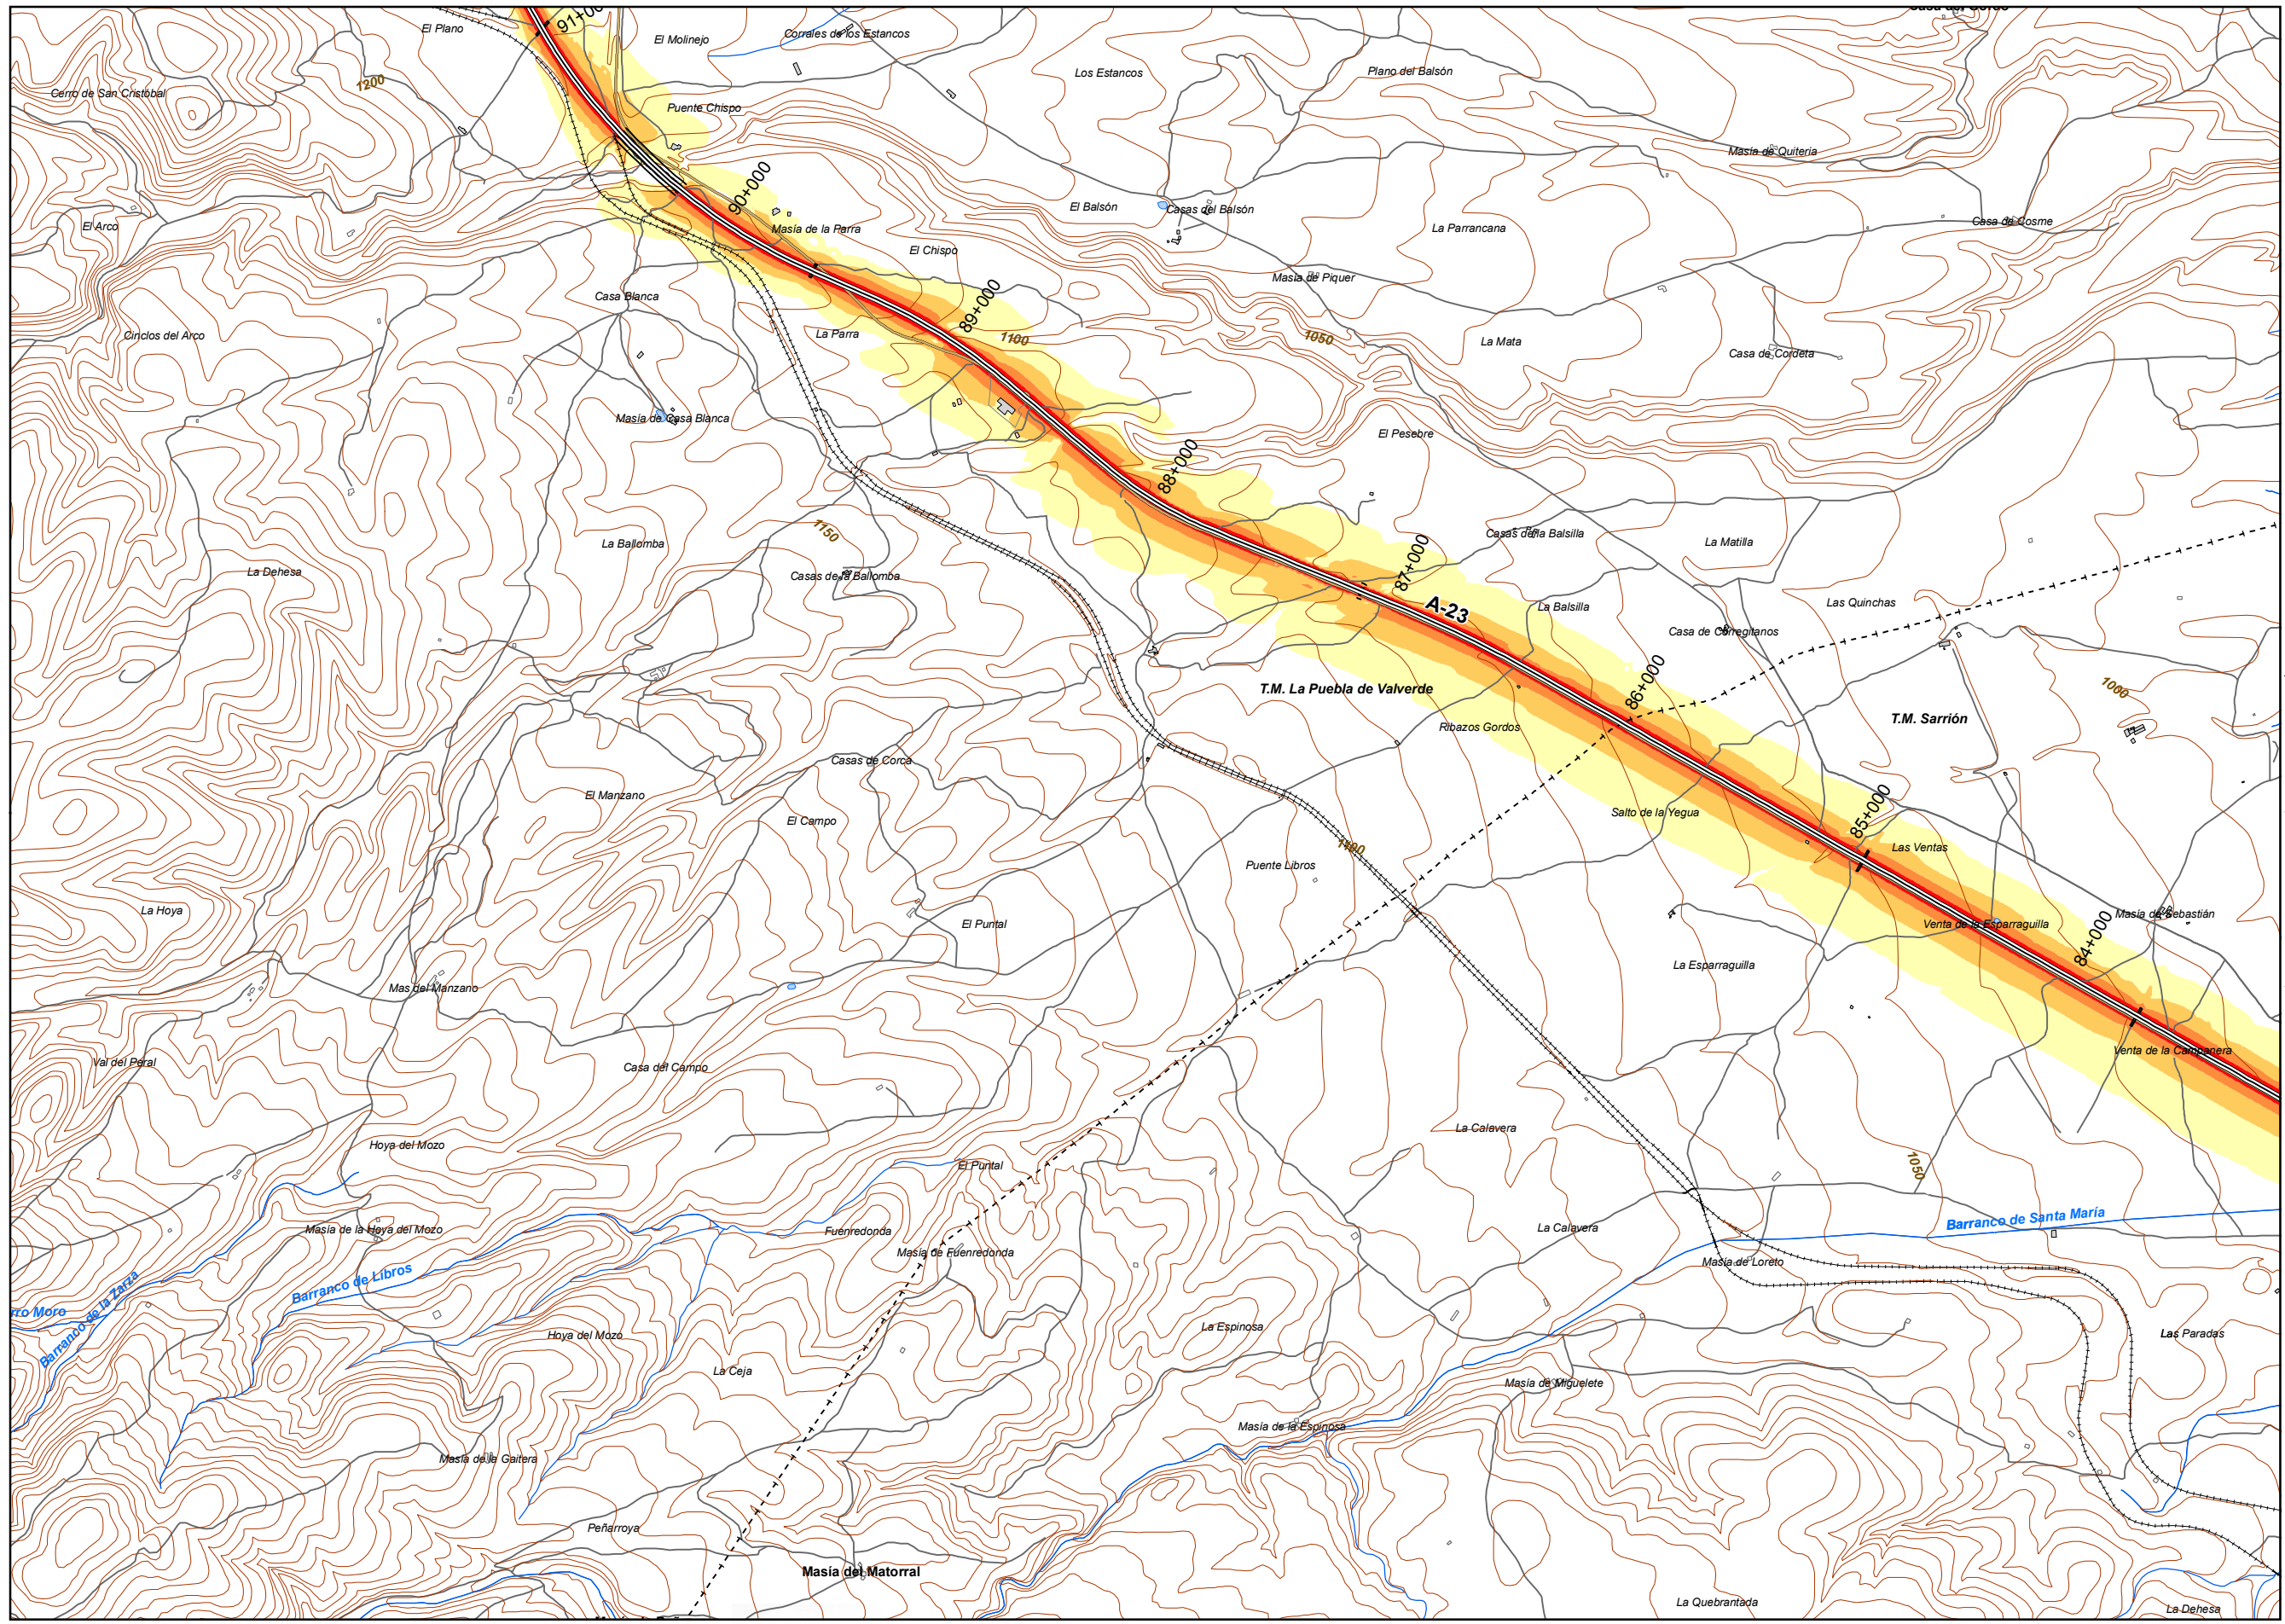 91+00
Casa del Gordo
El Plano
El Molinejo
Corrales de los Estancos
Los Estancos
Plano del Balsón
1200
Cerro de San Cristóbal
Puente Chispo
Masía de Quiteria
90+000
El Arco
Masía de la Parra
El Balsón
Casas del Balsón
La Parrancana
Casa de Cosme
El Chispo
Masía de Piquer
Casa Blanca
89+000
Cinclos del Arco
La Parra
1100
1050
La Mata
Casa de Cordeta
Masía de Casa Blanca
El Pesebre
88+000
1150
La Ballomba
Casas de la Balsilla
La Matilla
La Dehesa
Casas de la Ballomba
87+000
A-23
La Balsilla
Las Quinchas
Casa de Corregitanos
T.M. La Puebla de Valverde
86+000
1000
Ribazos Gordos
T.M. Sarrión
Casas de Corca
El Manzano
El Campo
Salto de la Yegua
85+000
1100
Las Ventas
Puente Libros
La Hoya
El Puntal
Venta de la Esparraguilla
Masía de Sebastián
84+000
La Esparraguilla
Mas del Manzano
Val del Peral
Casa del Campo
Venta de la Campanera
Hoya del Mozo
La Calavera
El Puntal
1050
Masía de la Hoya del Mozo
Fuenredonda
Masía de Fuenredonda
La Calavera
Barranco de Santa María
Masía de Loreto
Barranco de Libros
rro Moro
Barranco de la Zarza
Hoya del Mozo
La Espinosa
Las Paradas
La Ceja
Masía de Miguelete
Masía de la Espinosa
Masía de la Gaitera
Peñarroya
Masía del Matorral
La Quebrantada
La Dehesa